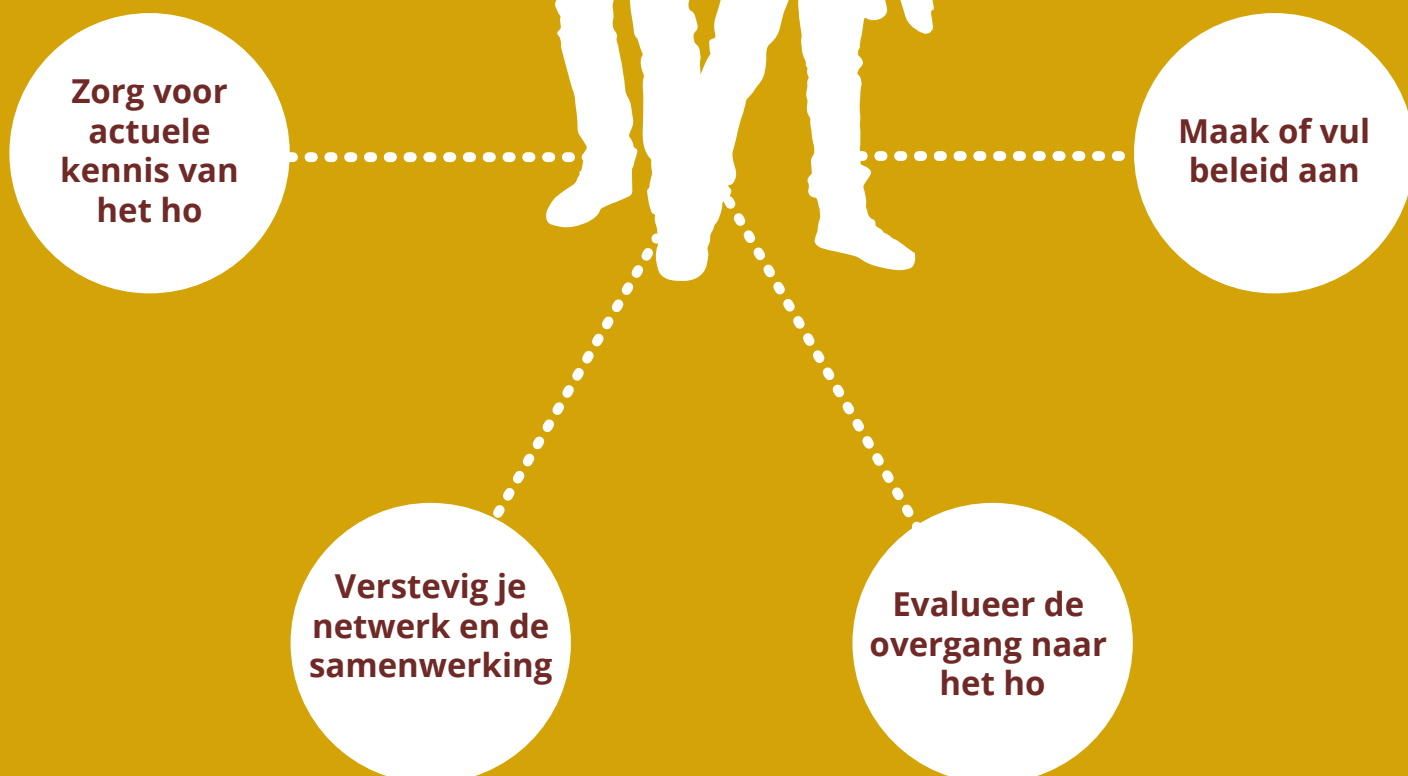 Zorg voor
actuele
kennis van
het ho
Maak of vul
beleid aan
Verstevig je
netwerk en de
samenwerking
Evalueer de
overgang naar
het ho